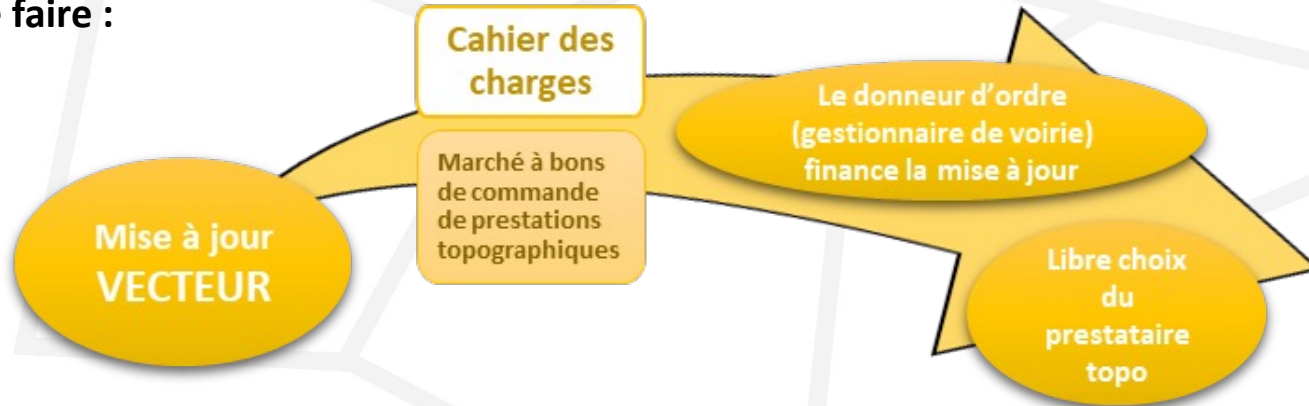 faire :
Cahier des
charges
Marché à bons
de commande
de prestations
topographiques
Mise à jour
VECTEUR
Le donneur d'ordre
(gestionnaire de voirie)
finance la mise à jour
Libre choix
du
prestataire
topo